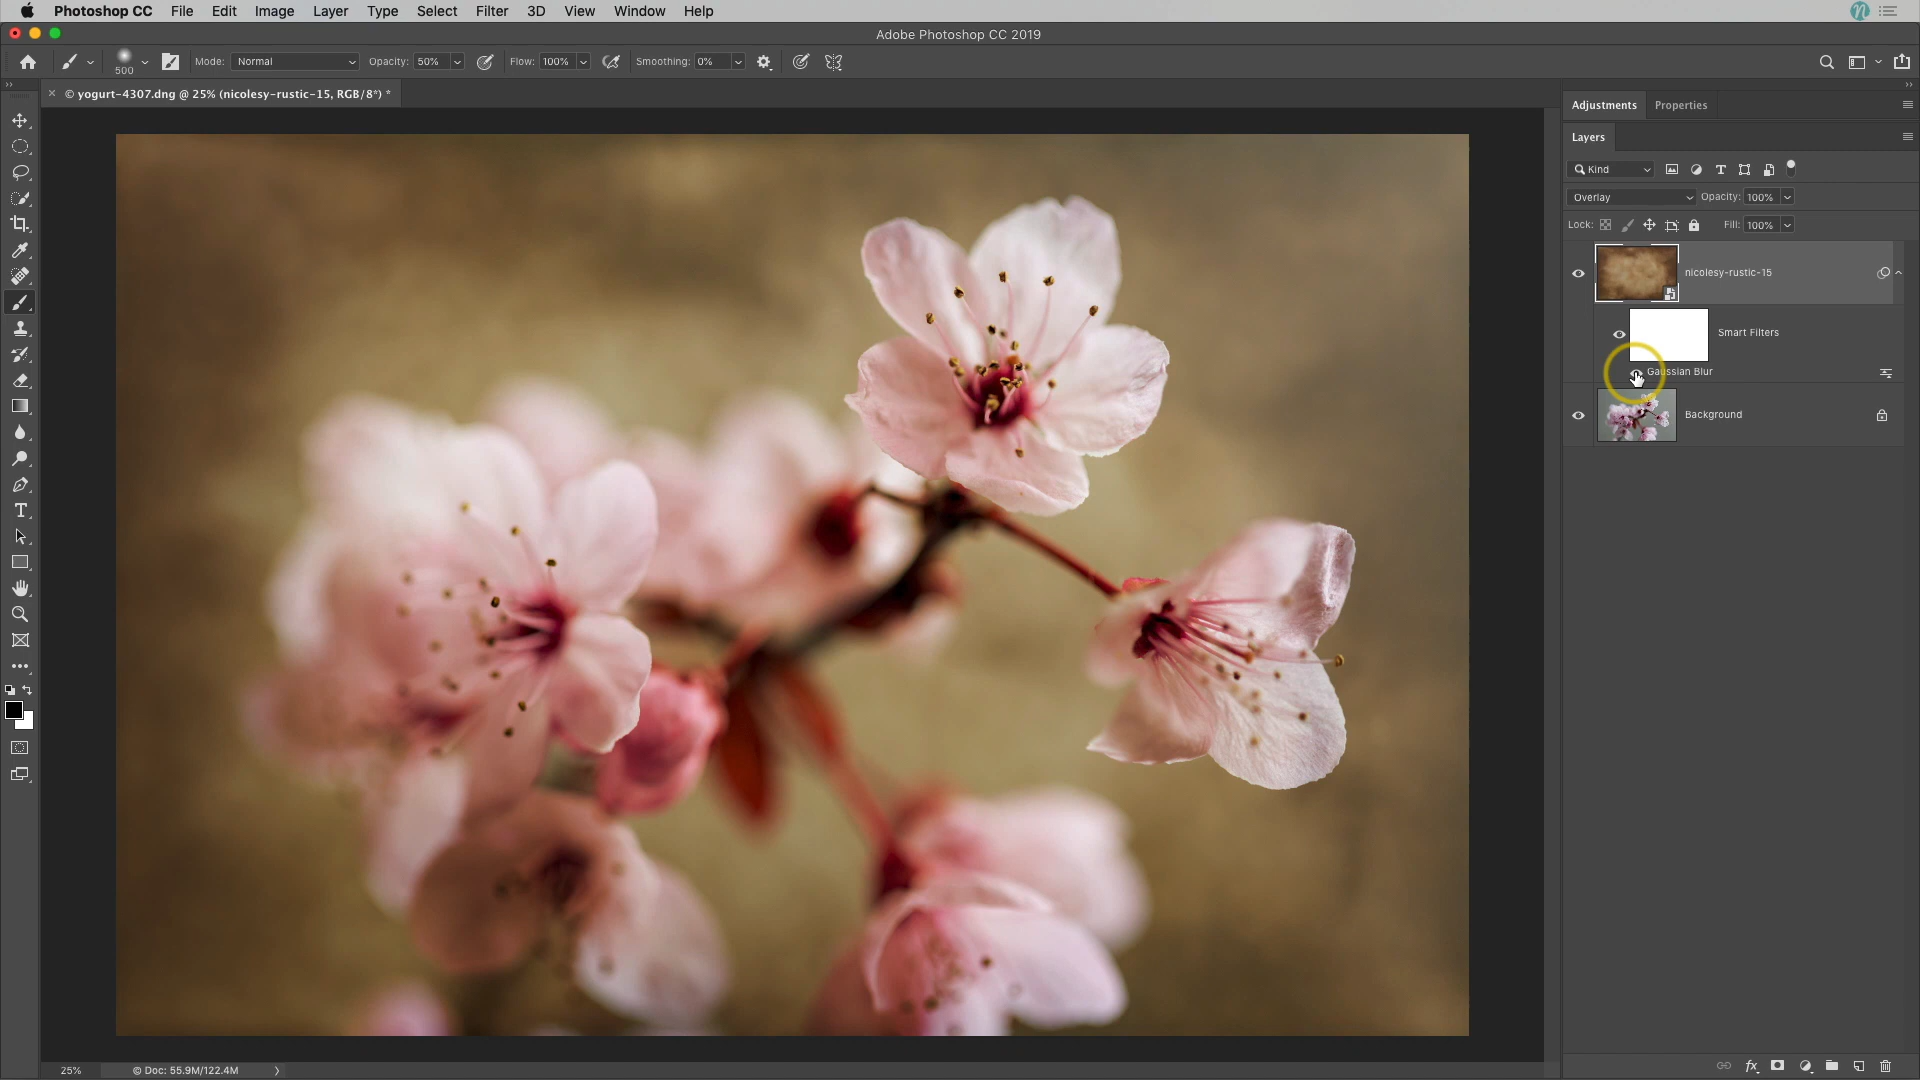 Photoshop CC File Edit Image Layer Type Select Filter 3D View Window Help
Adobe Photoshop CC 2019
500 Mode: Normal Opacity: 50% Flow: 100% Smoothing: 0%
© yogurt-4307.dng @ 25% (nicolesy-rustic-15, RGB/8*) *
Adjustments Properties
Layers
Kind
Overlay Opacity: 100%
Lock: Fill: 100%
nicolesy-rustic-15
Smart Filters
Gaussian Blur
Background
25% © Doc: 55.9M/122.4M